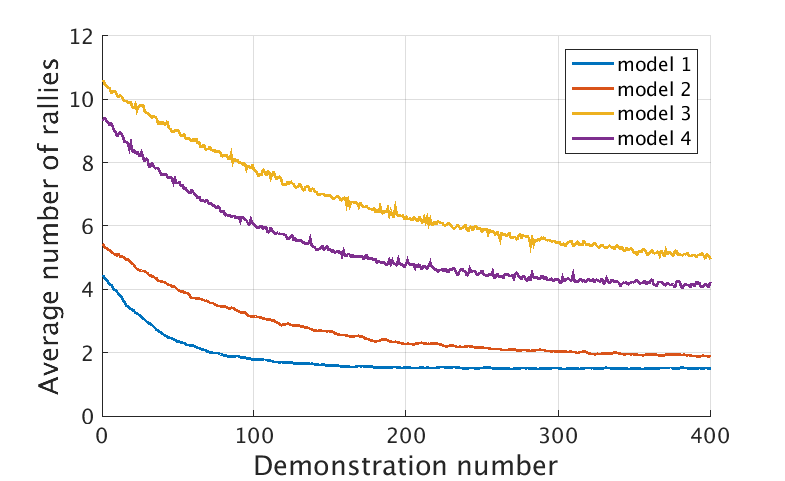 Average number of rallies
12
10
8
6
4
2
0
model 1
model 2
model 3
model 4
0 100 200 300 400
Demonstration number